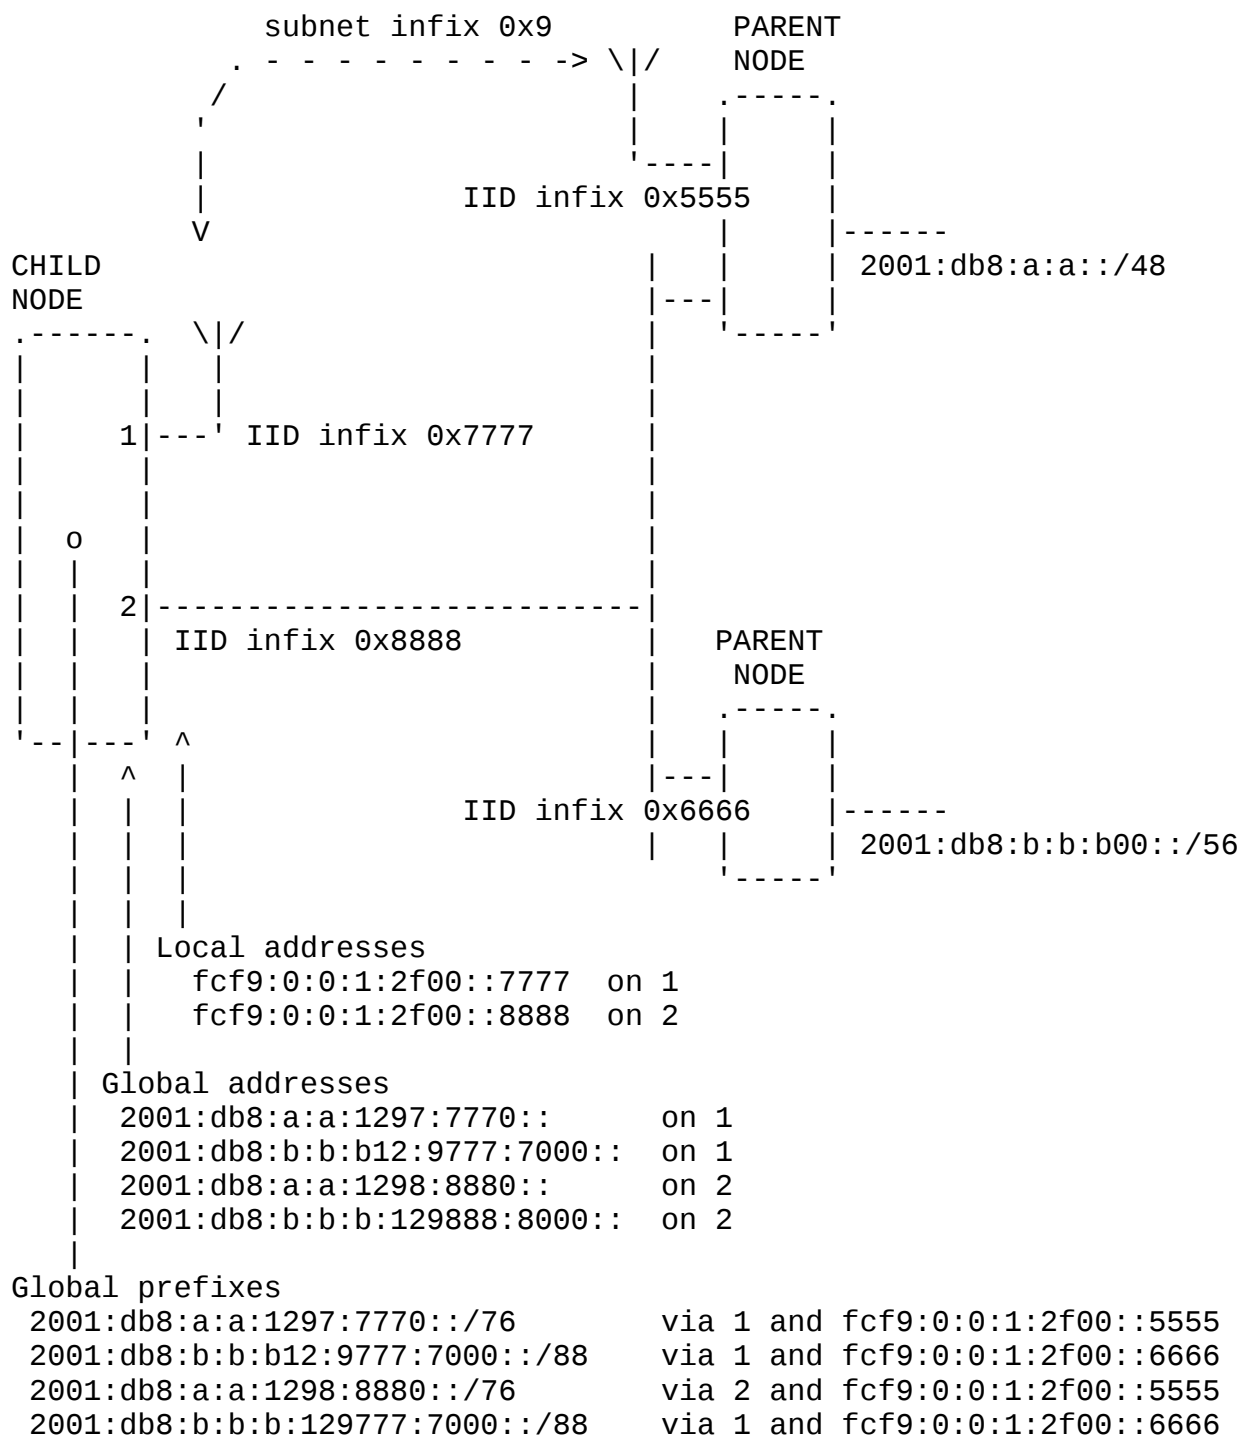 subnet infix 0x9 PARENT
NODE
IID infix 0x5555
CHILD 2001:db8:a:a::/48
NODE
1 IID infix 0x7777
o
2
IID infix 0x8888 PARENT
NODE
IID infix 0x6666
2001:db8:b:b:b00::/56
Local addresses
fcf9:0:0:1:2f00::7777 on 1
fcf9:0:0:1:2f00::8888 on 2
Global addresses
2001:db8:a:a:1297:7770:: on 1
2001:db8:b:b:b12:9777:7000:: on 1
2001:db8:a:a:1298:8880:: on 2
2001:db8:b:b:b:129888:8000:: on 2
Global prefixes
2001:db8:a:a:1297:7770::/76 via 1 and fcf9:0:0:1:2f00::5555
2001:db8:b:b:b12:9777:7000::/88 via 1 and fcf9:0:0:1:2f00::6666
2001:db8:a:a:1298:8880::/76 via 2 and fcf9:0:0:1:2f00::5555
2001:db8:b:b:b:129777:7000::/88 via 1 and fcf9:0:0:1:2f00::6666